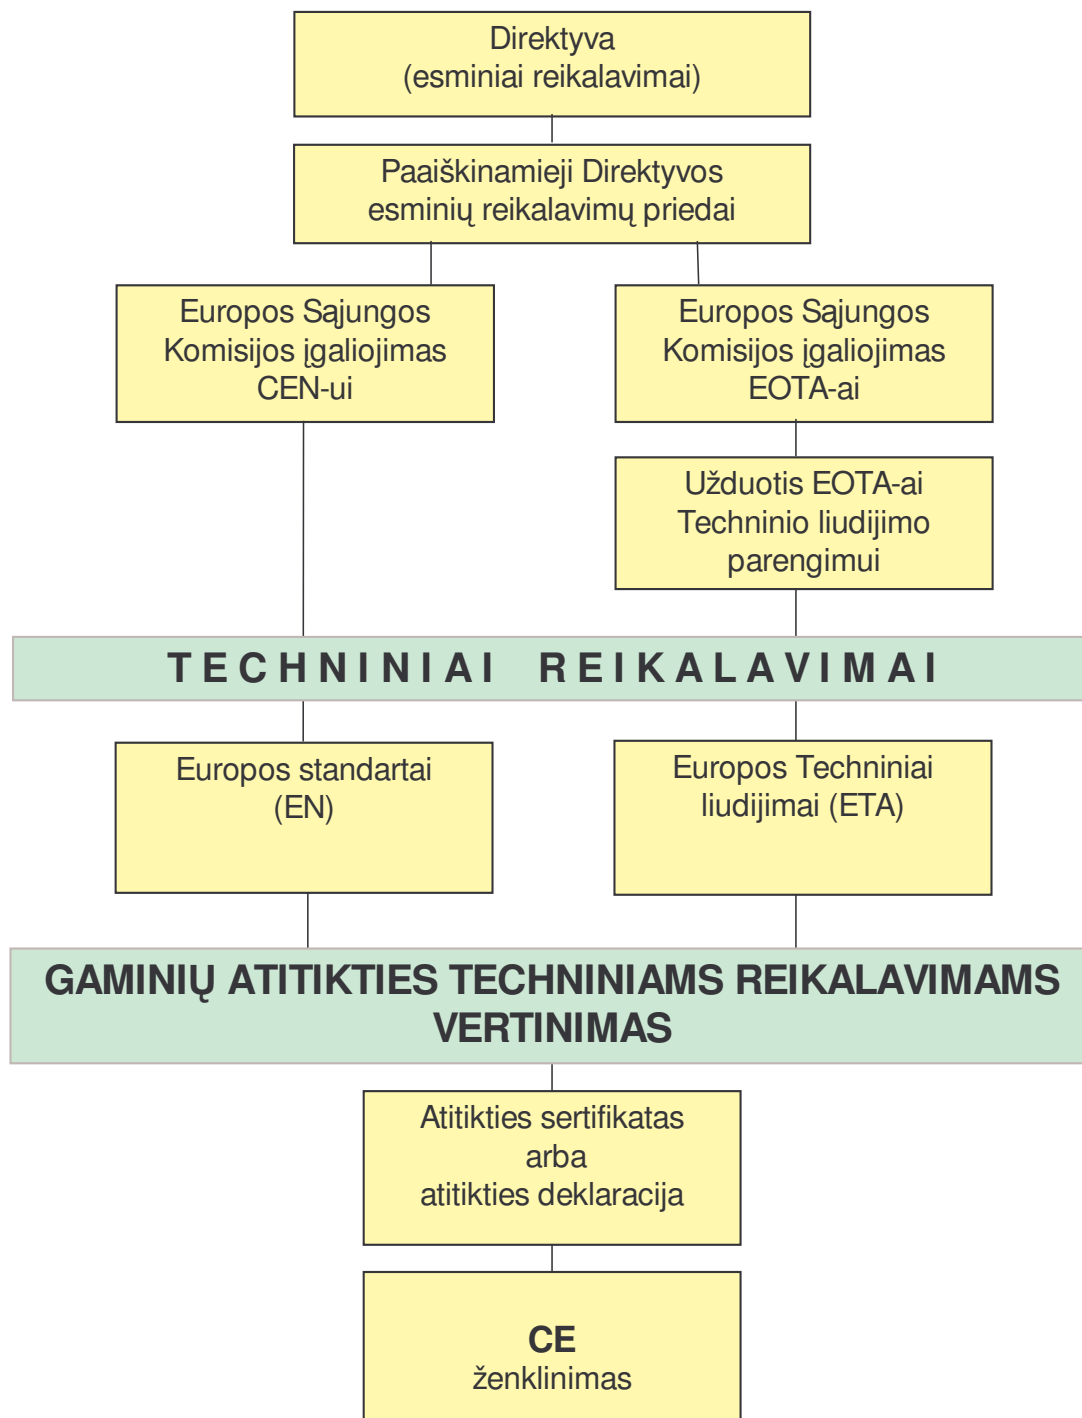 Direktyva
(esminiai reikalavimai)
Paaiškinamieji Direktyvos
esminių reikalavimų priedai
Europos Sąjungos
Komisijos įgaliojimas
CEN-ui
Europos Sąjungos
Komisijos įgaliojimas
EOTA-ai
Užduotis EOTA-ai
Techninio liudijimo
parengimui
TECHNINIAI REIKALAVIMAI
Europos standartai
(EN)
Europos Techniniai
liudijimai (ETA)
GAMINIŲ ATITIKTIES TECHNINIAMS REIKALAVIMAMS
VERTINIMAS
Atitikties sertifikatas
arba
atitikties deklaracija
CE
ženklinimas